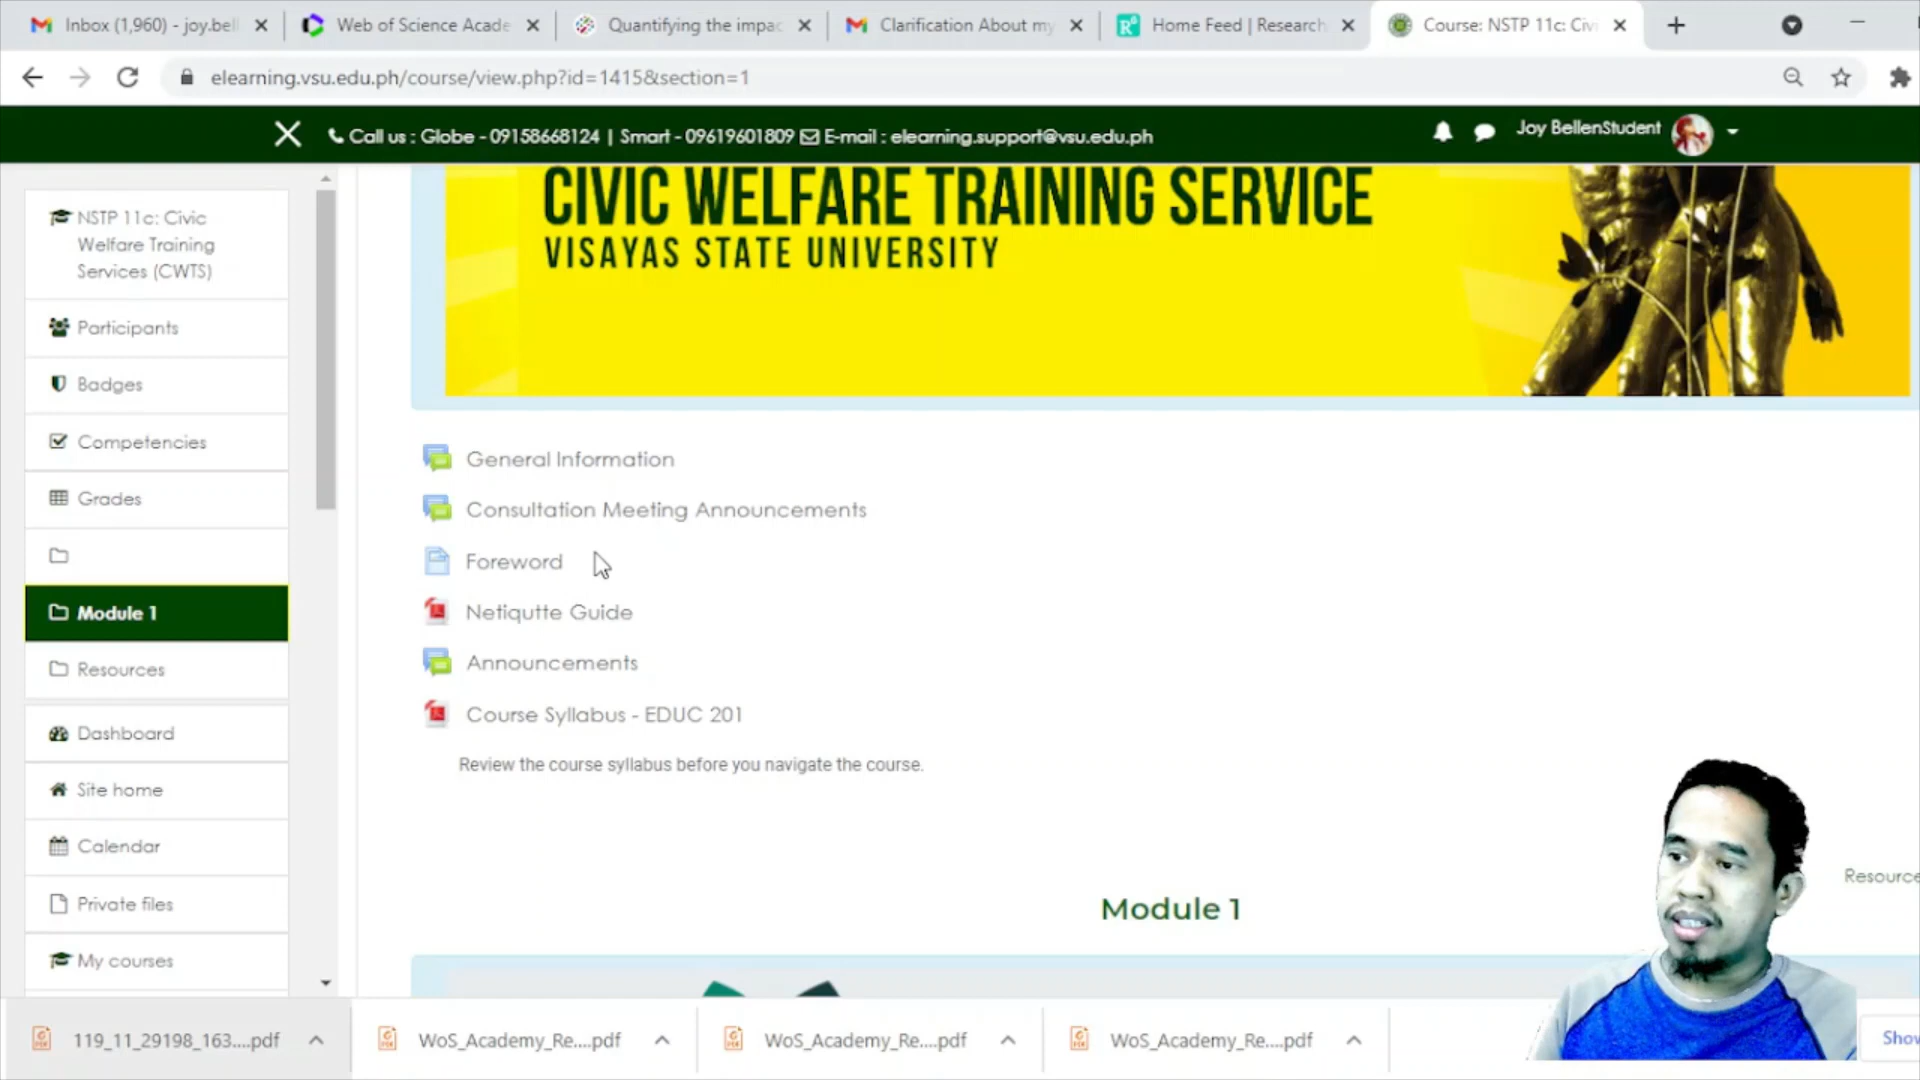 Inbox (1,960) - joy.bell
Web of Science Acade
Quantifying the impac
Clarification About my
Home Feed | Research
Course: NSTP 11c: Civi
elearning.vsu.edu.ph/course/view.php?id=1415&section=1
Call us : Globe - 09158668124 | Smart - 09619601809 E-mail : elearning.support@vsu.edu.ph
Joy BellenStudent
NSTP 11c: Civic
Welfare Training
Services (CWTS)
Participants
Badges
Competencies
Grades
Module 1
Resources
Dashboard
Site home
Calendar
Private files
My courses
CIVIC WELFARE TRAINING SERVICE
VISAYAS STATE UNIVERSITY
General Information
Consultation Meeting Announcements
Foreword
Netiqutte Guide
Announcements
Course Syllabus - EDUC 201
Review the course syllabus before you navigate the course.
Resource
Module 1
119_11_29198_163....pdf
WoS_Academy_Re....pdf
WoS_Academy_Re....pdf
WoS_Academy_Re....pdf
Show